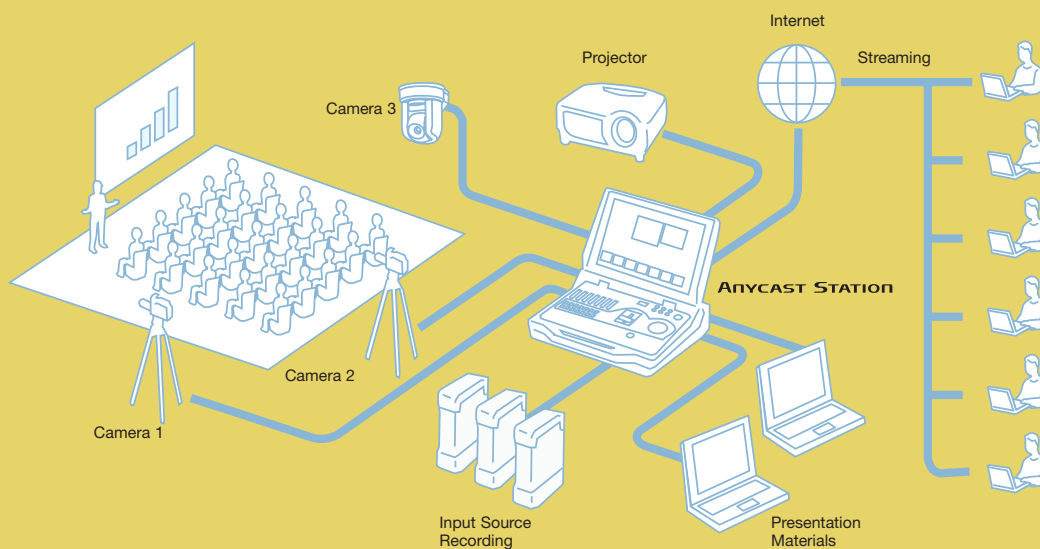 Internet
Projector
Streaming
Camera 3
ANYCAST STATION
Camera 2
Camera 1
Input Source
Recording
Presentation
Materials